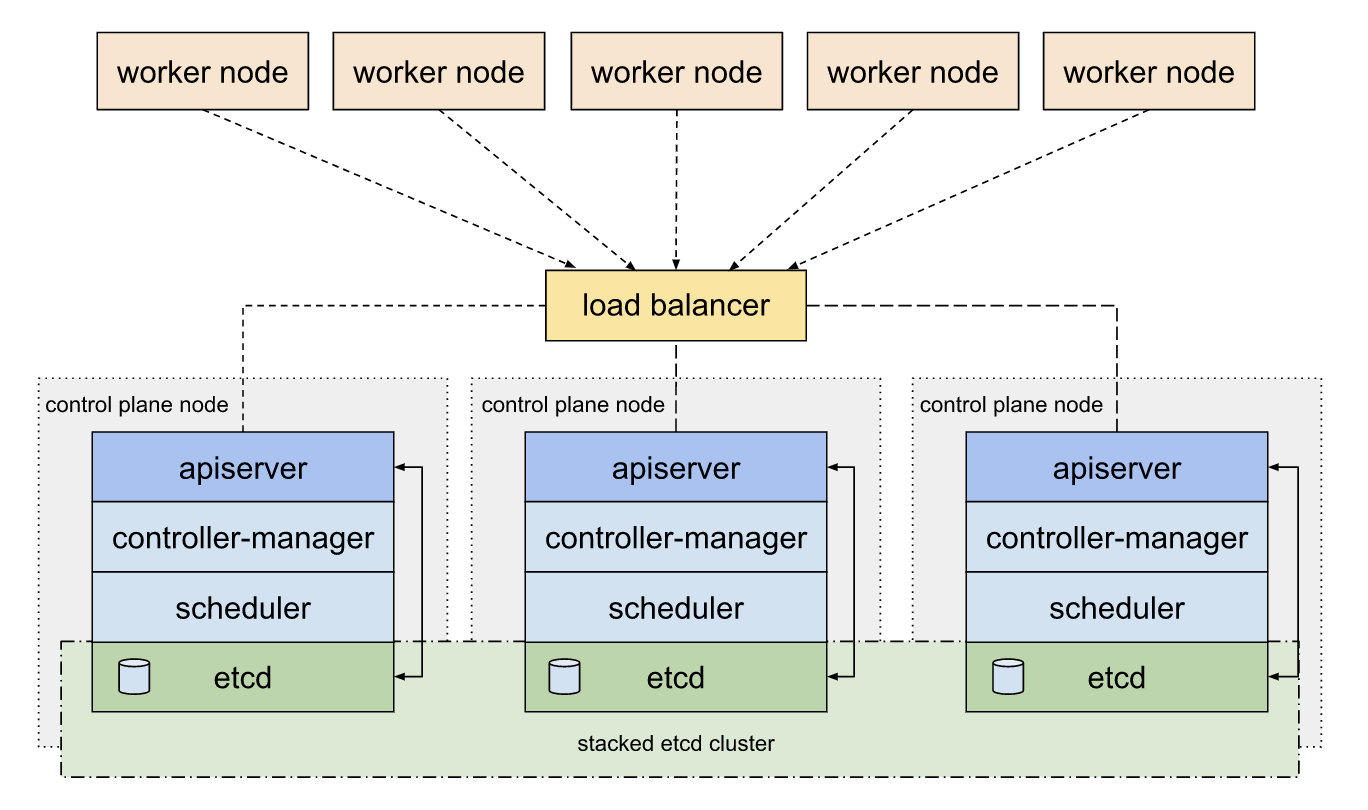 worker node
worker node
worker node
worker node
worker node
load balancer
control plane node
control plane node
control plane node
apiserver
apiserver
apiserver
controller-manager
controller-manager
controller-manager
scheduler
scheduler
scheduler
etcd
etcd
etcd
stacked etcd cluster